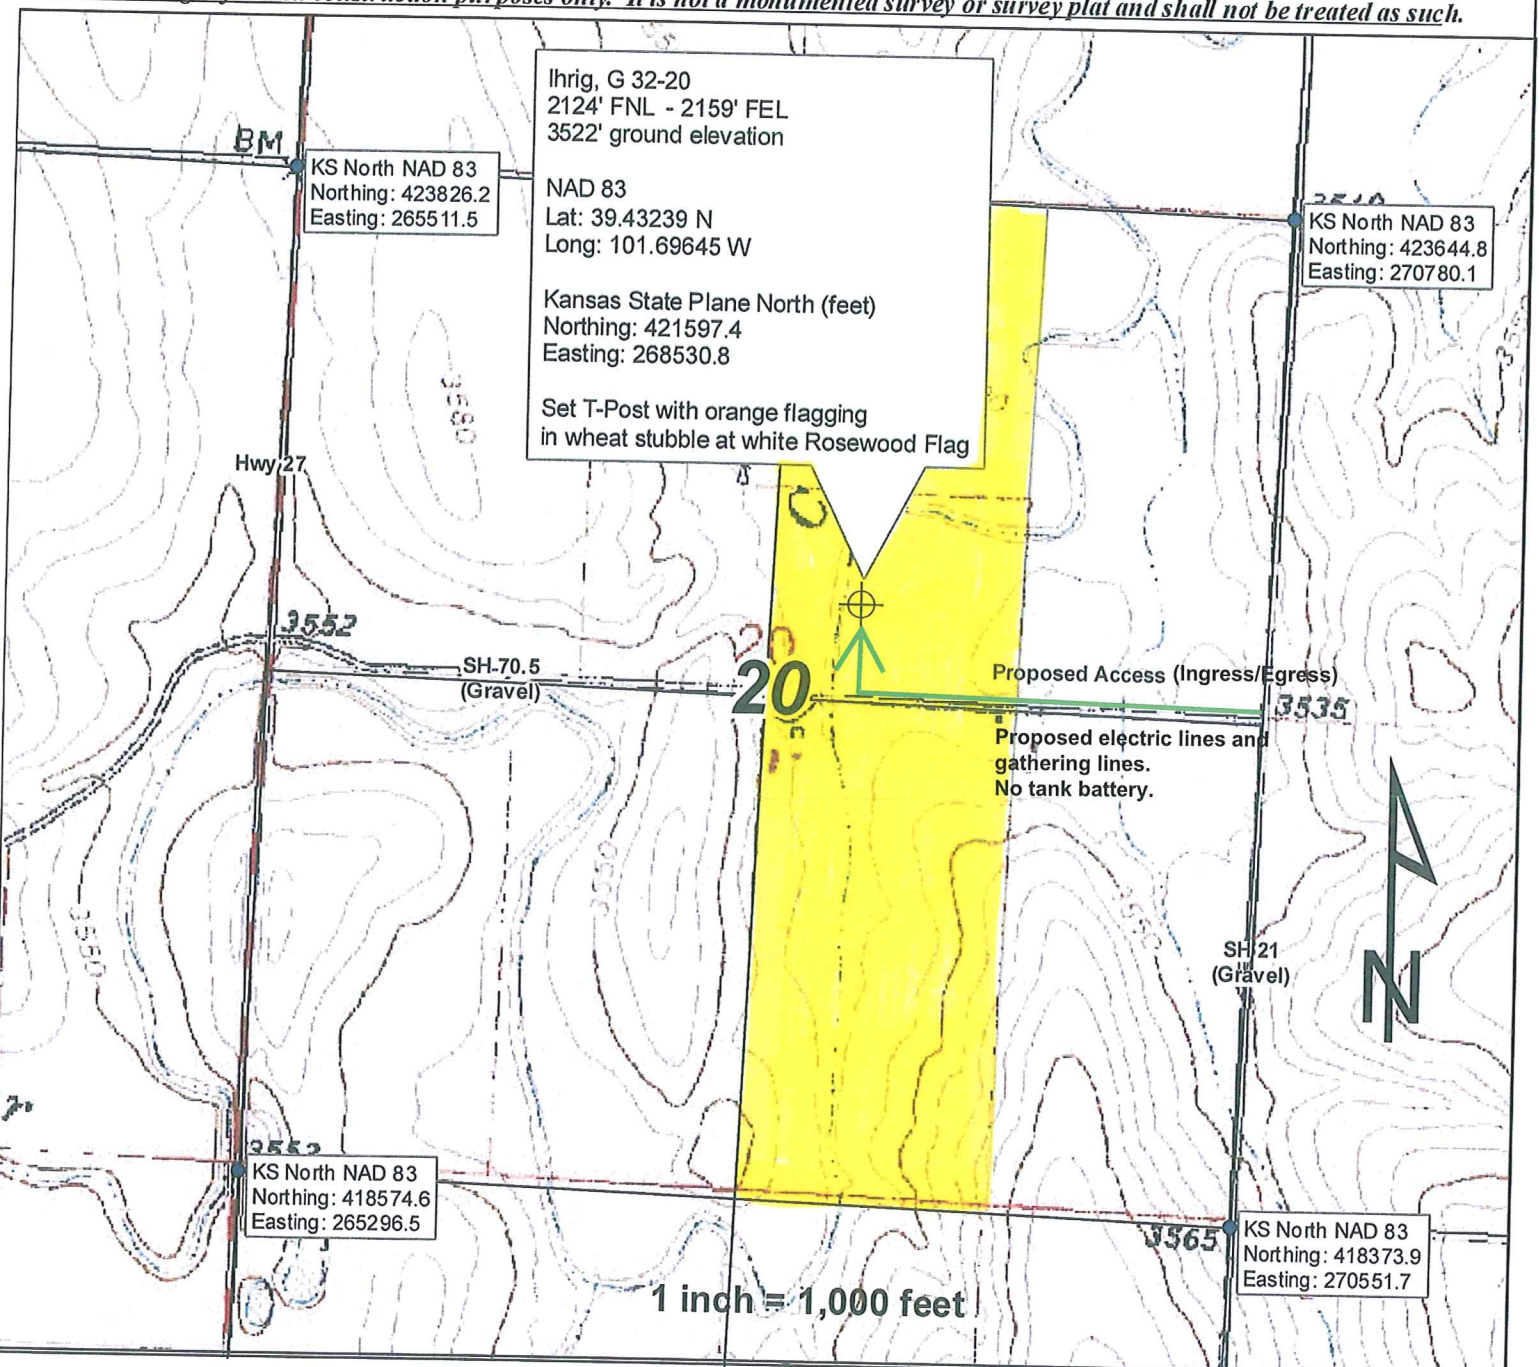 construction purposes only. It is not a monumented survey or survey plat and shall not be treated as such.
Ihrig, G 32-20
2124' FNL - 2159' FEL
3522' ground elevation
NAD 83
Lat: 39.43239 N
Long: 101.69645 W
Kansas State Plane North (feet)
Northing: 421597.4
Easting: 268530.8
Set T-Post with orange flagging
in wheat stubble at white Rosewood Flag
BM
KS North NAD 83
Northing: 423826.2
Easting: 265511.5
KS North NAD 83
Northing: 423644.8
Easting: 270780.1
3580
Hwy 27
3552
SH-70.5
(Gravel)
20
Proposed Access (Ingress/Egress)
3535
Proposed electric lines and
gathering lines.
No tank battery.
3550
3550
SH 21
(Gravel)
N
3552
KS North NAD 83
Northing: 418574.6
Easting: 265296.5
3565
KS North NAD 83
Northing: 418373.9
Easting: 270551.7
1 inch = 1,000 feet